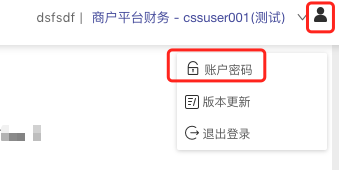 dsfsdf | 商户平台财务 - cssuser001(测试)
账户密码
版本更新
退出登录